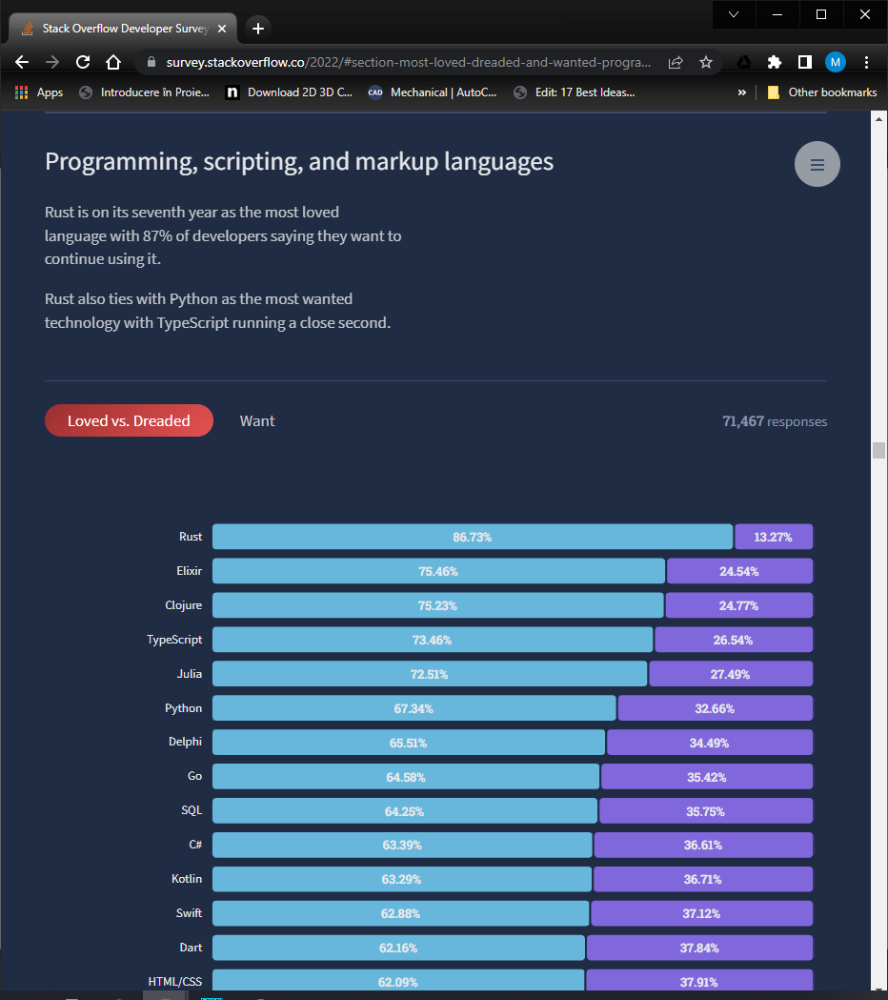 Stack Overflow Developer Survey
survey.stackoverflow.co/2022/#section-most-loved-dreaded-and-wanted-progra...
M
Apps
Introducere în Proie...
n
Download 2D 3D C...
CAD
Mechanical | AutoC...
Edit: 17 Best Ideas...
»
Other bookmarks
Programming, scripting, and markup languages
Rust is on its seventh year as the most loved
language with 87% of developers saying they want to
continue using it.
Rust also ties with Python as the most wanted
technology with TypeScript running a close second.
Loved vs. Dreaded
Want
71,467 responses
Rust 86.73% 13.27%
Elixir 75.46% 24.54%
Clojure 75.23% 24.77%
TypeScript 73.46% 26.54%
Julia 72.51% 27.49%
Python 67.34% 32.66%
Delphi 65.51% 34.49%
Go 64.58% 35.42%
SQL 64.25% 35.75%
C# 63.39% 36.61%
Kotlin 63.29% 36.71%
Swift 62.88% 37.12%
Dart 62.16% 37.84%
HTML/CSS 62.09% 37.91%